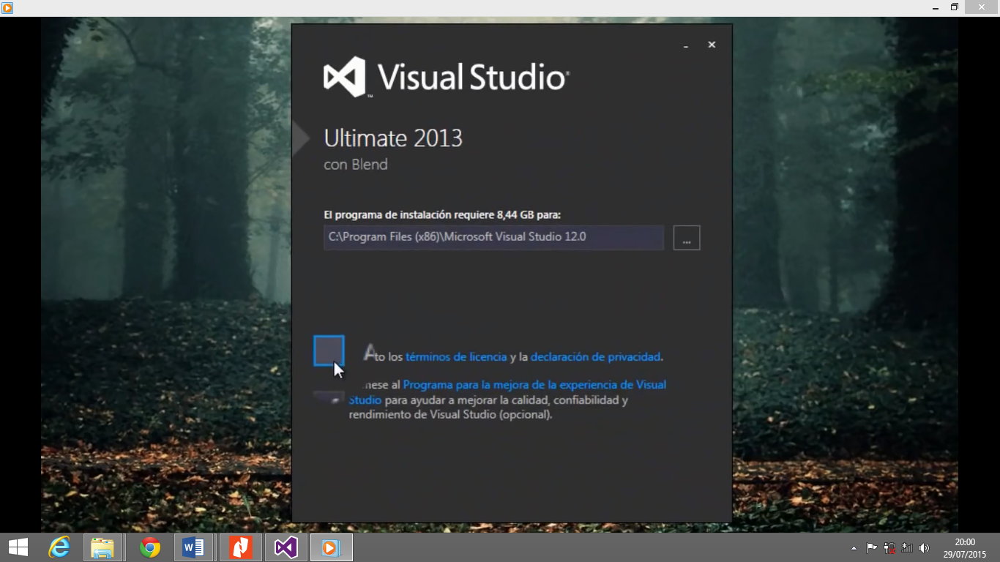 Visual Studio
Ultimate 2013
con Blend
El programa de instalación requiere 8,44 GB para:
C:\Program Files (x86)\Microsoft Visual Studio 12.0
...
to los términos de licencia y la declaración de privacidad.
nese al Programa para la mejora de la experiencia de Visual
Studio para ayudar a mejorar la calidad, confiabilidad y
rendimiento de Visual Studio (opcional).
20:00
29/07/2015